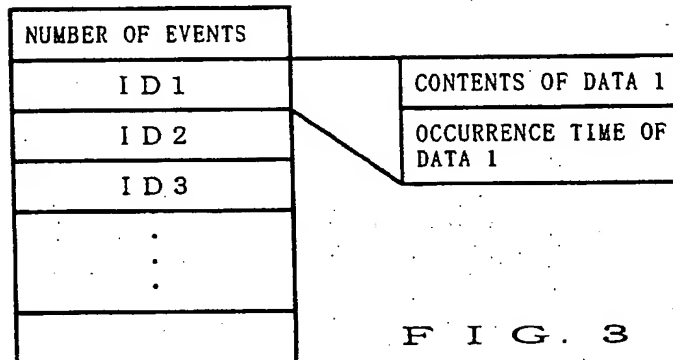 NUMBER OF EVENTS
ID1
ID2
ID3
CONTENTS OF DATA 1
OCCURRENCE TIME OF
DATA 1
FIG. 3